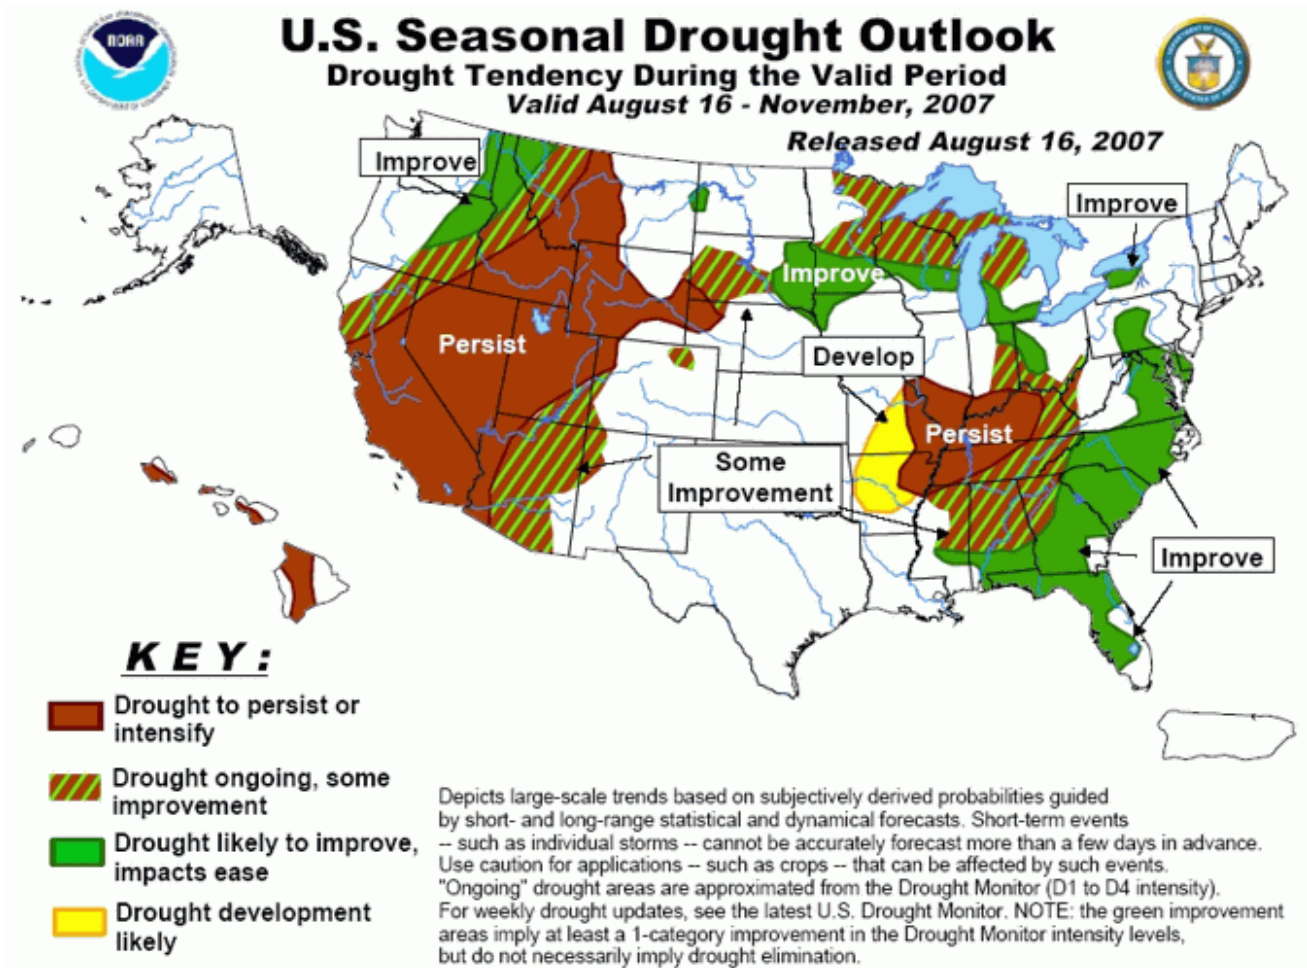 NOAA
U.S. Seasonal Drought Outlook
Drought Tendency During the Valid Period
Valid August 16 - November, 2007
Released August 16, 2007
Improve
Improve
Improve
Persist
Develop
Persist
Some
Improvement
Improve
KEY:
Drought to persist or
intensify
Drought ongoing, some
improvement
Drought likely to improve,
impacts ease
Drought development
likely
Depicts large-scale trends based on subjectively derived probabilities guided
by short- and long-range statistical and dynamical forecasts. Short-term events
-- such as individual storms -- cannot be accurately forecast more than a few days in advance.
Use caution for applications -- such as crops -- that can be affected by such events.
"Ongoing" drought areas are approximated from the Drought Monitor (D1 to D4 intensity).
For weekly drought updates, see the latest U.S. Drought Monitor. NOTE: the green improvement
areas imply at least a 1-category improvement in the Drought Monitor intensity levels,
but do not necessarily imply drought elimination.